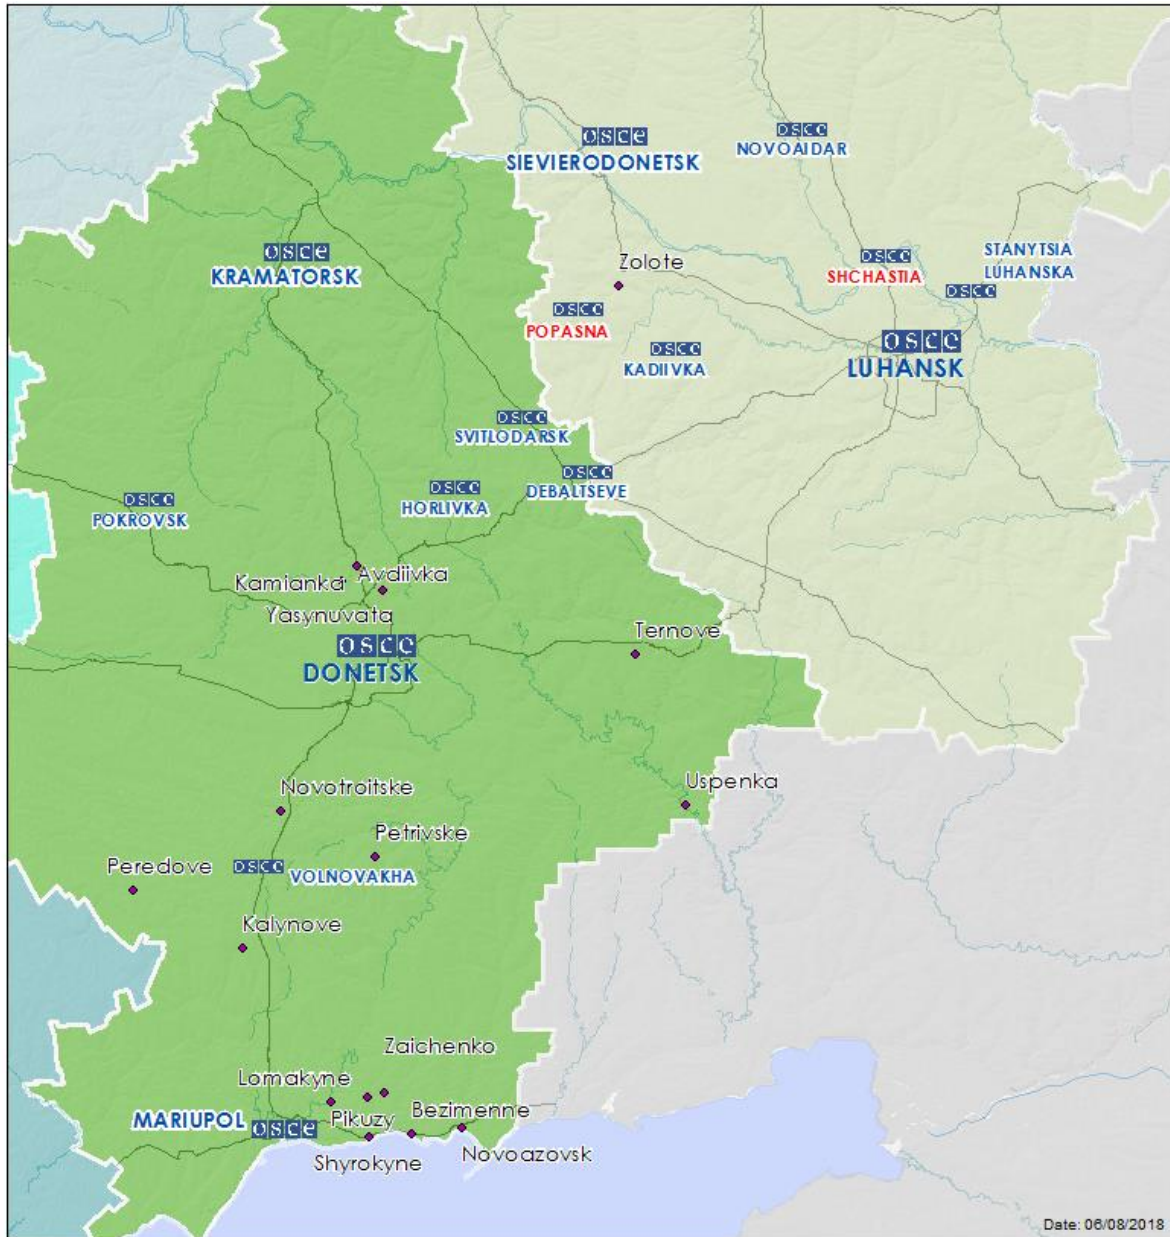 osce
SIEVIERODONETSK
osce
NOVOAIDAR
osce
KRAMATORSK
Zolote
osce
SHCHASTIA
STANYTSIA
LUHANSKA
osce
osce
POPASNA
osce
KADIIVKA
osce
LUHANSK
osce
SVITLODARSK
osce
DEBALTSEVE
osce
HORLIVKA
osce
POKROVSK
Kamianka
Avdiivka
Yasynuvata
osce
DONETSK
Ternove
Novotroitske
Uspenka
Petrivske
osce
VOLNOVAKHA
Peredove
Kalynove
Zaichenko
Lomakyne
Pikuzy
Bezimenne
MARIUPOL
osce
Shyrokyne
Novoazovsk
Date: 06/08/2018